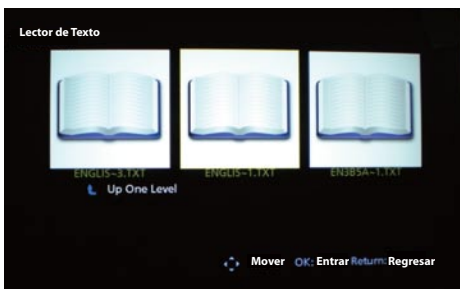 Lector de Texto
ENGLIS~3.TXT ENGLIS~1.TXT EN3B5A~1.TXT
Up One Level
Mover OK: Entrar Return: Regresar